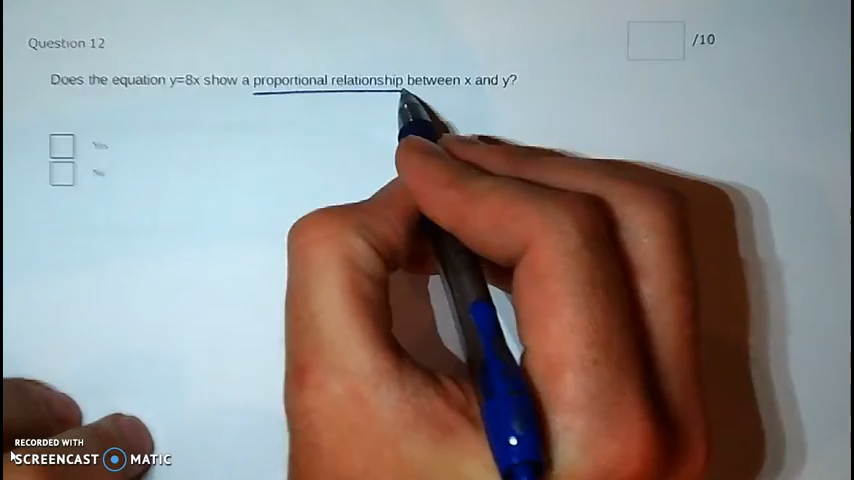 Question 12
/10
Does the equation y=8x show a proportional relationship between x and y?
Yes
No
RECORDED WITH
SCREENCAST MATIC